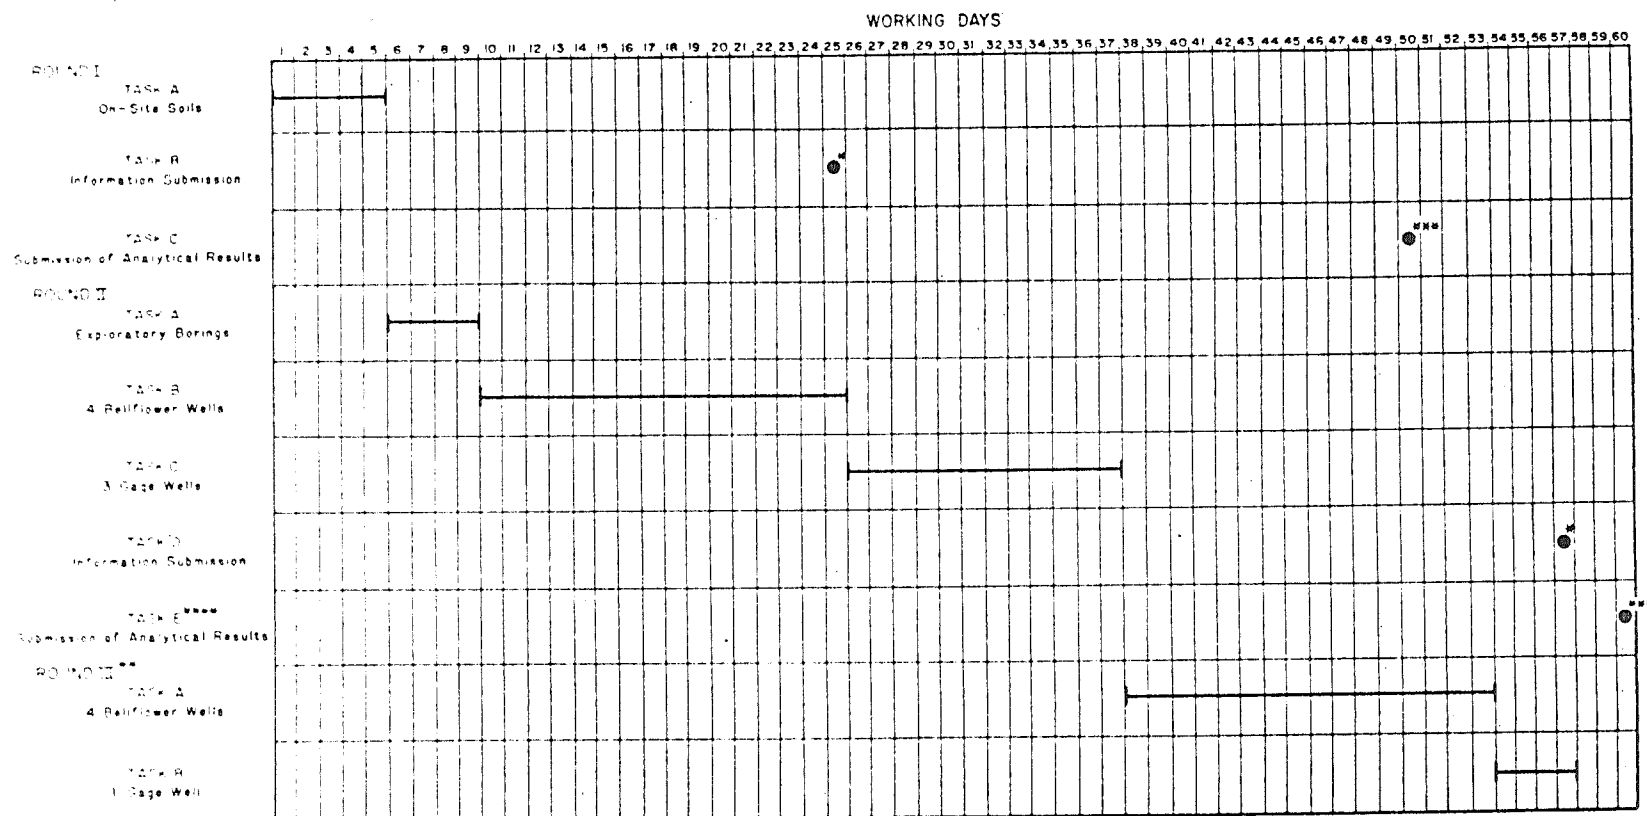 WORKING DAYS
1 2 3 4 5 6 7 8 9 10 11 12 13 14 15 16 17 18 19 20 21 22 23 24 25 26 27 28 29 30 31 32 33 34 35 36 37 38 39 40 41 42 43 44 45 46 47 48 49 50 51 52 53 54 55 56 57 58 59 60
ROUND I
TASK A
On-Site Soils
TASK B
Information Submission
*
TASK C
Submission of Analytical Results
***
ROUND II
TASK A
Exploratory Borings
TASK B
4 Bellflower Wells
TASK C
3 Gage Wells
TASK D
Information Submission
*
TASK E****
Submission of Analytical Results
**
ROUND III**
TASK A
4 Bellflower Wells
TASK B
1 Gage Well